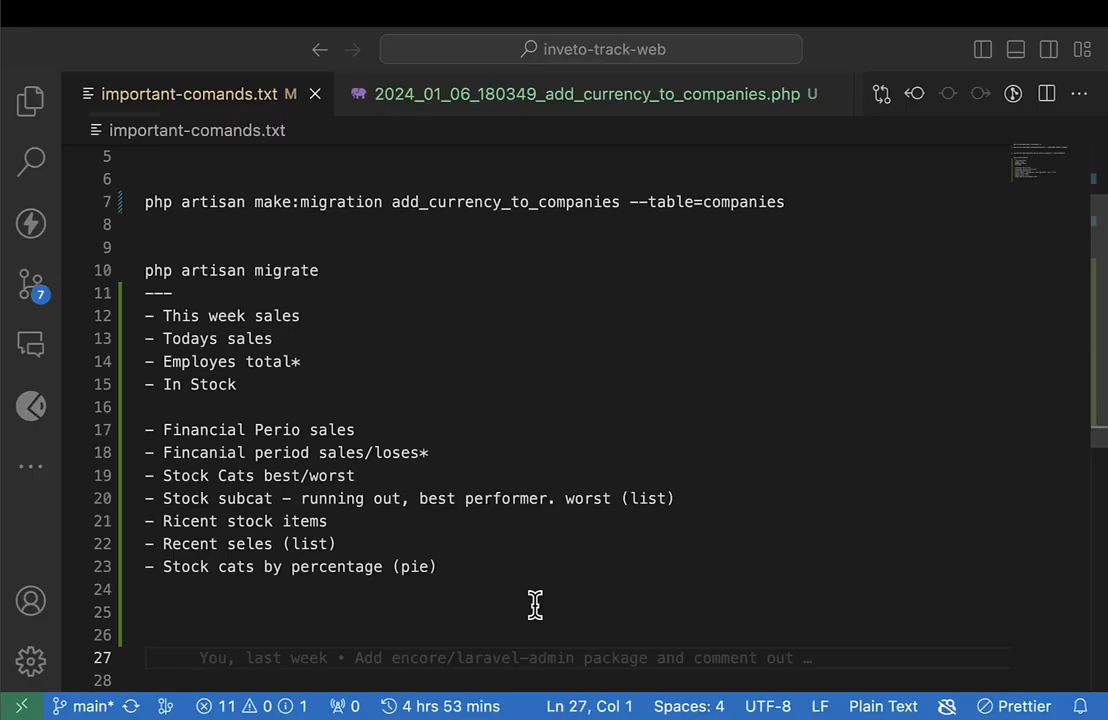 inveto-track-web
important-comands.txt M
2024_01_06_180349_add_currency_to_companies.php U
important-comands.txt
5
6
7 php artisan make:migration add_currency_to_companies --table=companies
8
9
10 php artisan migrate
11 ---
12 - This week sales
13 - Todays sales
14 - Employes total*
15 - In Stock
16
17 - Financial Perio sales
18 - Fincanial period sales/loses*
19 - Stock Cats best/worst
20 - Stock subcat - running out, best performer. worst (list)
21 - Ricent stock items
22 - Recent seles (list)
23 - Stock cats by percentage (pie)
24
25
26
27 You, last week • Add encore/laravel-admin package and comment out …
28
7
main* 11 0 1 0 4 hrs 53 mins Ln 27, Col 1 Spaces: 4 UTF-8 LF Plain Text Prettier